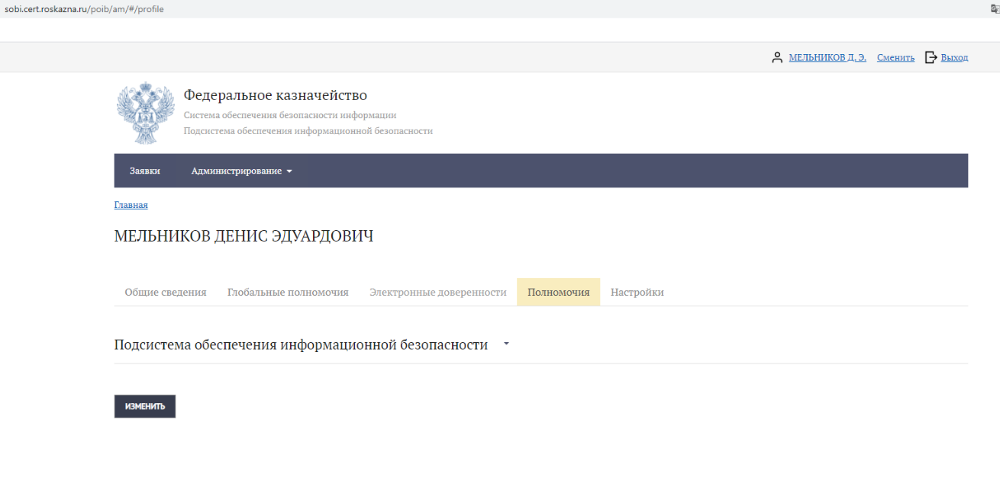 sobi.cert.roskazna.ru/poib/am/#/profile
МЕЛЬНИКОВ Д. Э. Сменить Выход
Федеральное казначейство
Система обеспечения безопасности информации
Подсистема обеспечения информационной безопасности
Заявки Администрирование
Главная
МЕЛЬНИКОВ ДЕНИС ЭДУАРДОВИЧ
Общие сведения Глобальные полномочия Электронные доверенности Полномочия Настройки
Подсистема обеспечения информационной безопасности
ИЗМЕНИТЬ